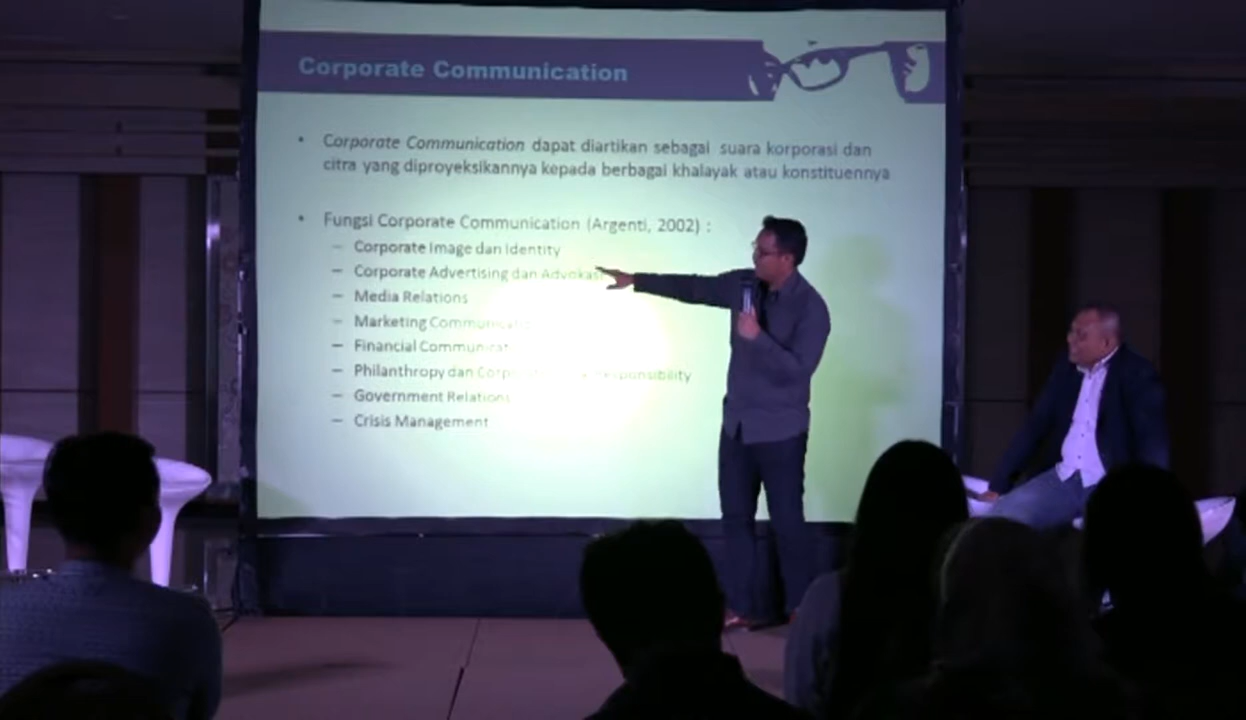 Corporate Communication
• Corporate Communication dapat diartikan sebagai suara korporasi dan
citra yang diproyeksikannya kepada berbagai khalayak atau konstituennya
• Fungsi Corporate Communication (Argenti, 2002) :
– Corporate Image dan Identity
– Corporate Advertising dan Advokasi
– Media Relations
– Marketing
– Financial
– Philanthropy dan
– Government Relations
– Crisis Management